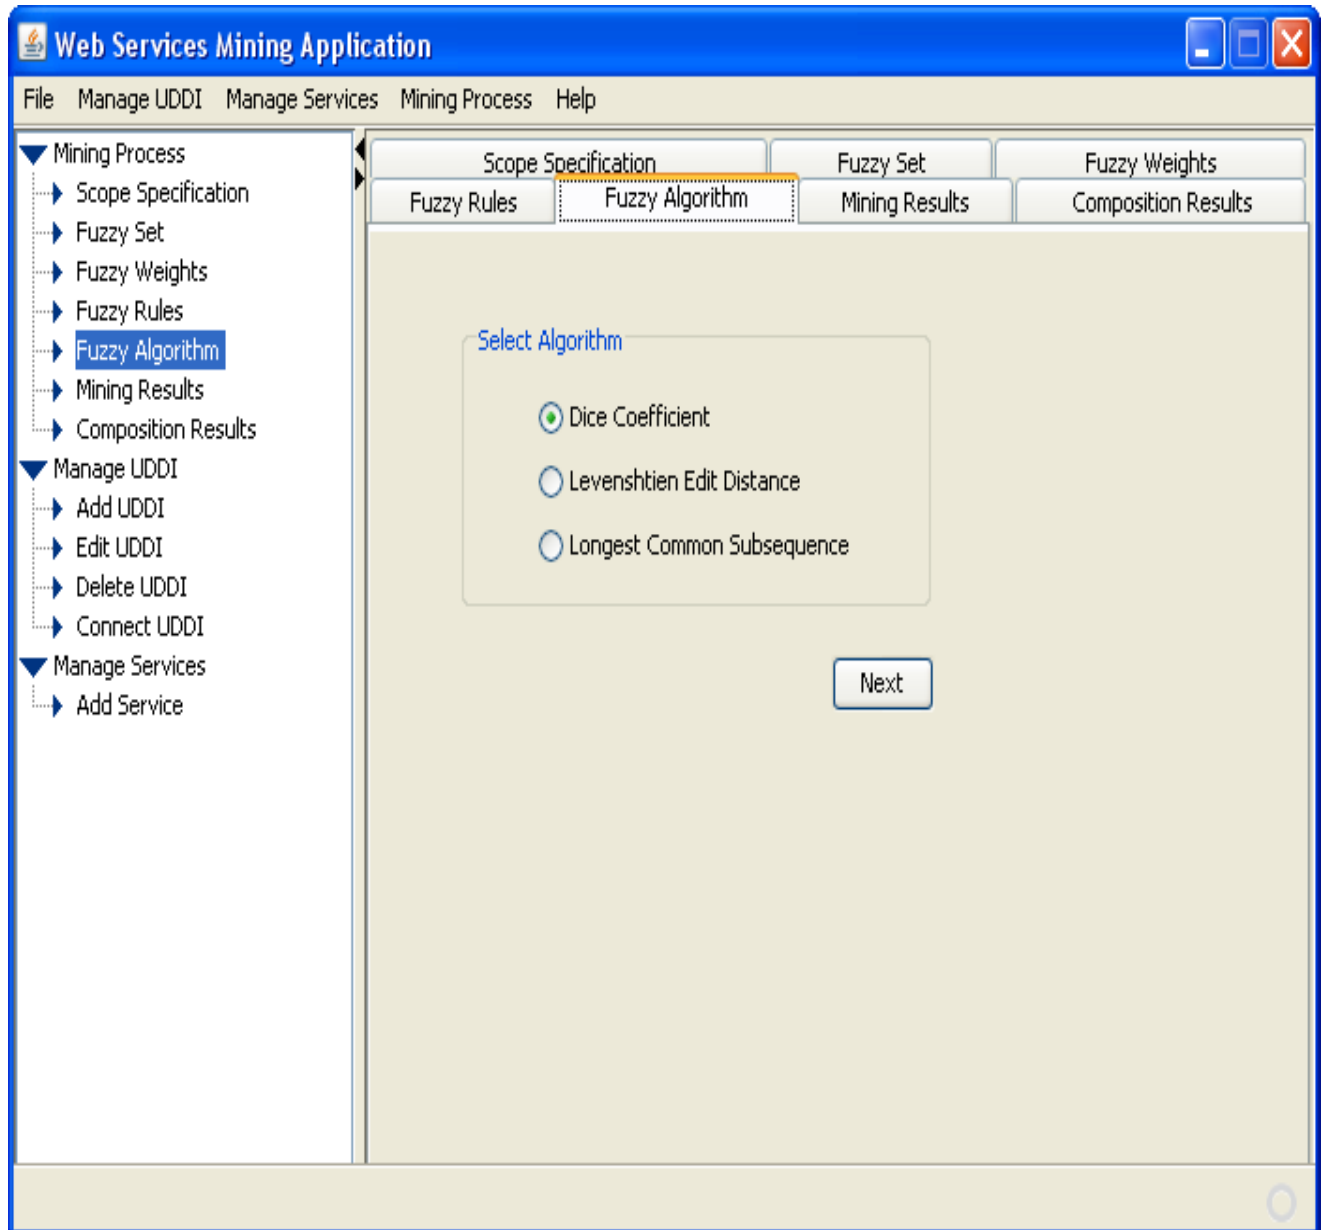 Web Services Mining Application
File Manage UDDI Manage Services Mining Process Help
Mining Process
Scope Specification
Fuzzy Set
Fuzzy Weights
Fuzzy Rules
Fuzzy Algorithm
Mining Results
Composition Results
Manage UDDI
Add UDDI
Edit UDDI
Delete UDDI
Connect UDDI
Manage Services
Add Service
Scope Specification Fuzzy Set Fuzzy Weights
Fuzzy Rules Fuzzy Algorithm Mining Results Composition Results
Select Algorithm
Dice Coefficient
Levenshtien Edit Distance
Longest Common Subsequence
Next